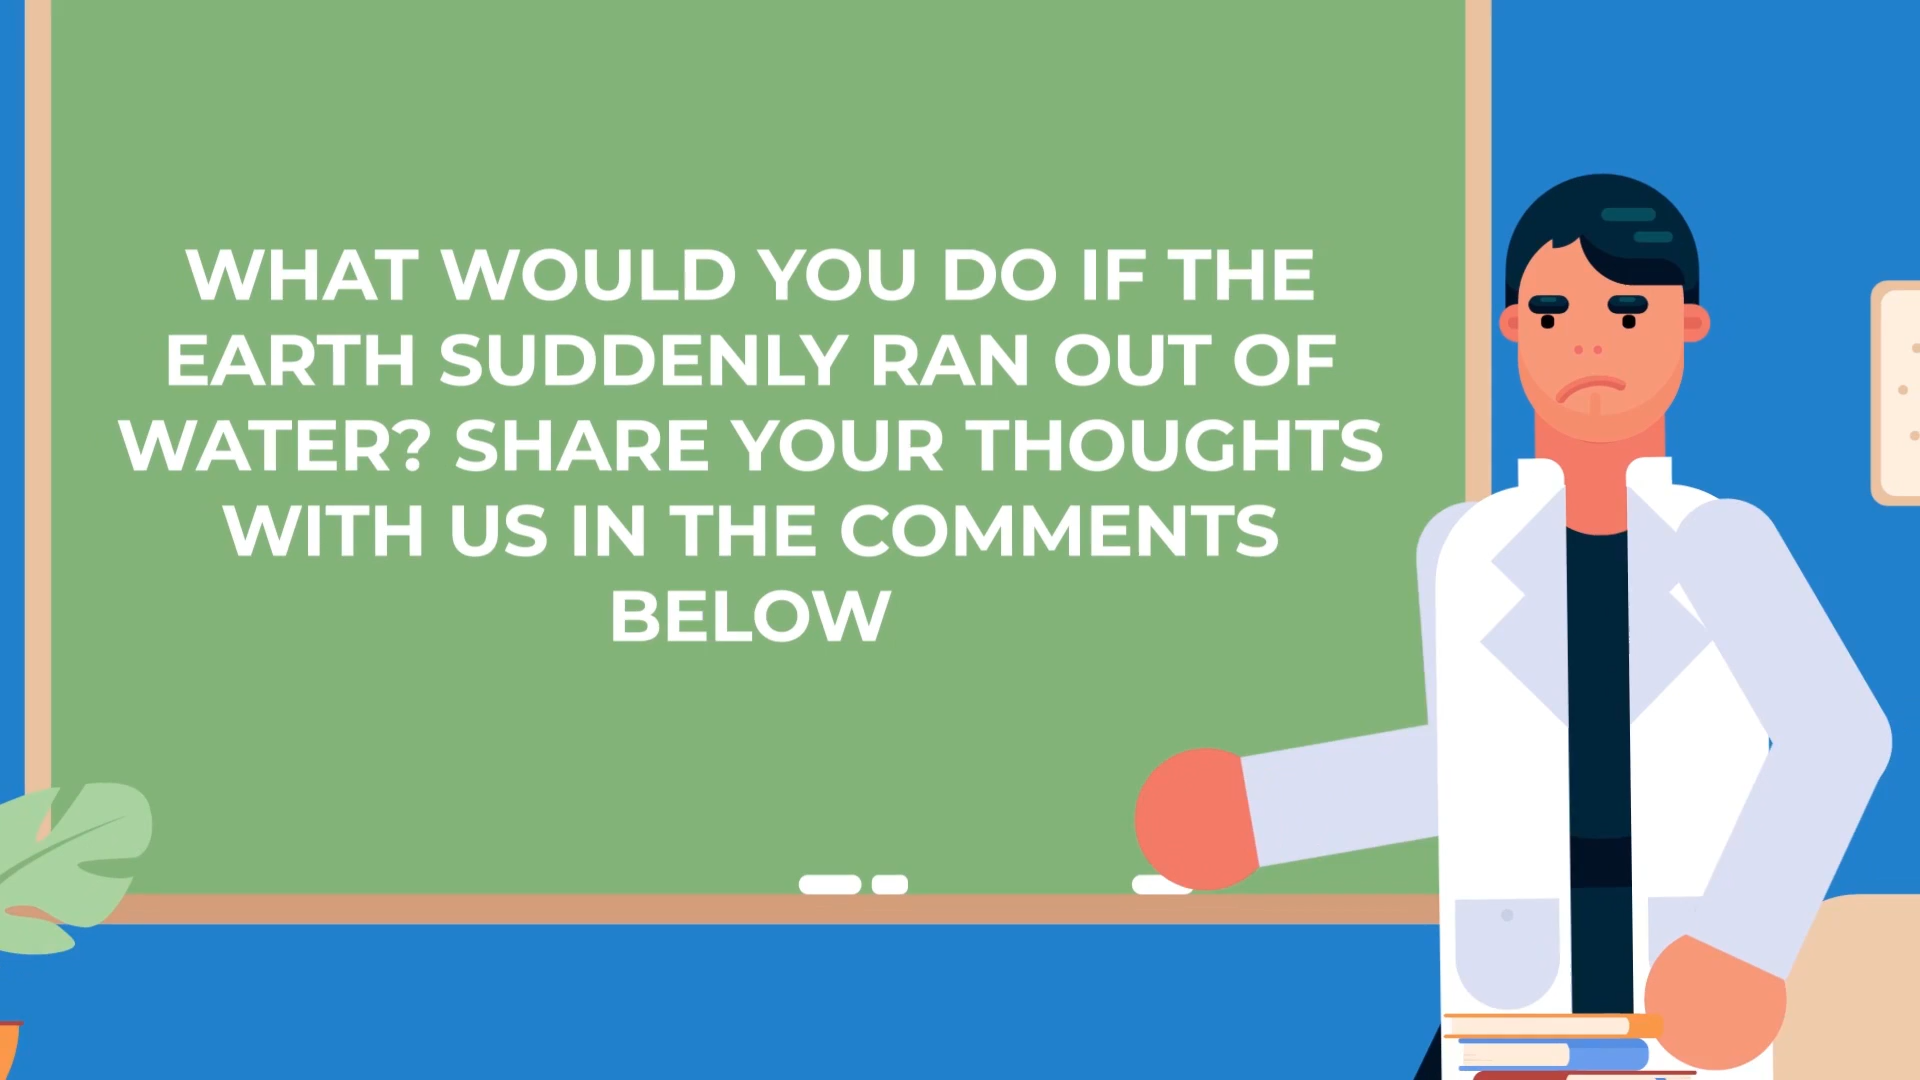 WHAT WOULD YOU DO IF THE
EARTH SUDDENLY RAN OUT OF
WATER? SHARE YOUR THOUGHTS
WITH US IN THE COMMENTS
BELOW